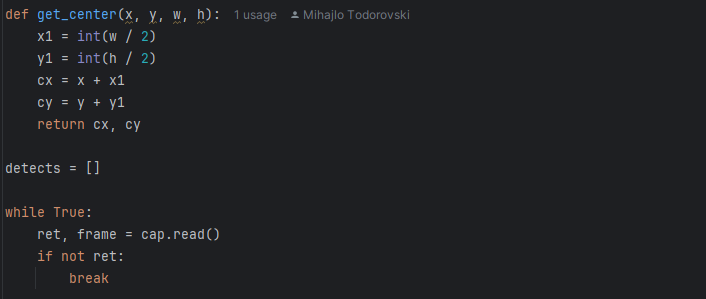 def get_center(x, y, w, h): 1 usage Mihajlo Todorovski
    x1 = int(w / 2)
    y1 = int(h / 2)
    cx = x + x1
    cy = y + y1
    return cx, cy
detects = []
while True:
    ret, frame = cap.read()
    if not ret:
        break